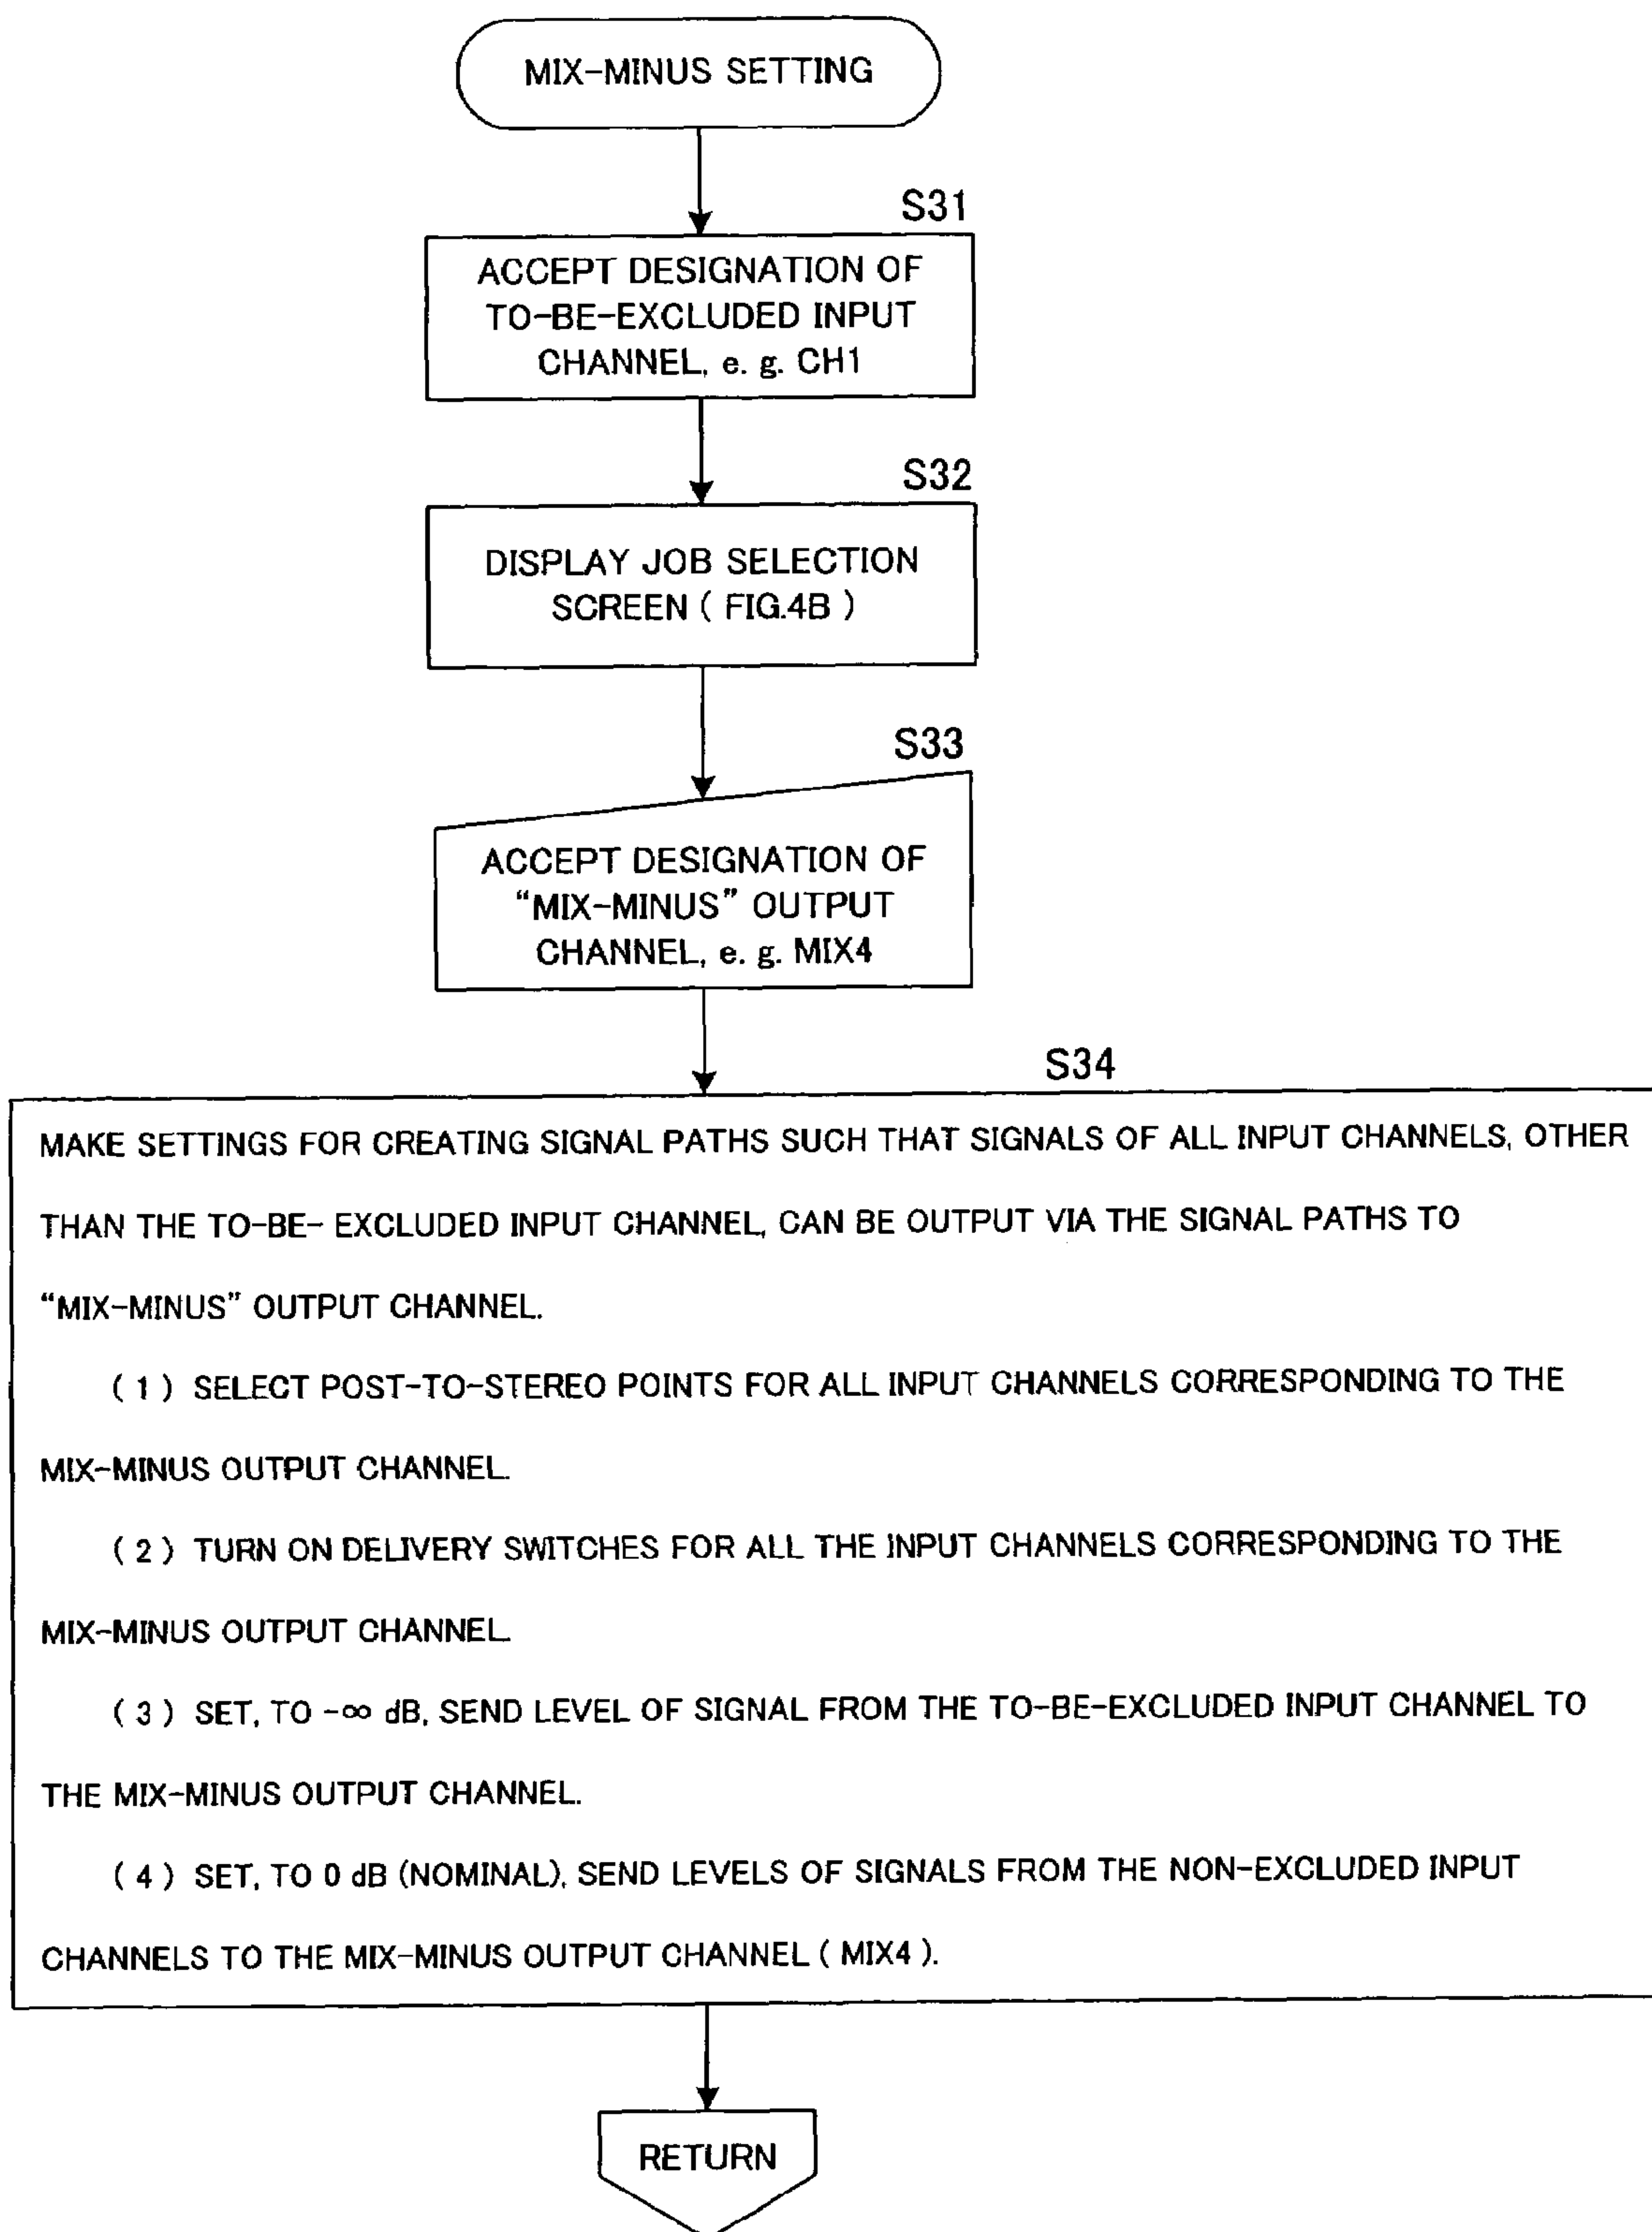 MIX-MINUS SETTING
S31
ACCEPT DESIGNATION OF
TO-BE-EXCLUDED INPUT
CHANNEL, e. g. CH1
S32
DISPLAY JOB SELECTION
SCREEN ( FIG.4B )
S33
ACCEPT DESIGNATION OF
“MIX-MINUS” OUTPUT
CHANNEL, e. g. MIX4
S34
MAKE SETTINGS FOR CREATING SIGNAL PATHS SUCH THAT SIGNALS OF ALL INPUT CHANNELS, OTHER
THAN THE TO-BE- EXCLUDED INPUT CHANNEL, CAN BE OUTPUT VIA THE SIGNAL PATHS TO
“MIX-MINUS” OUTPUT CHANNEL.
( 1 ) SELECT POST-TO-STEREO POINTS FOR ALL INPUT CHANNELS CORRESPONDING TO THE
MIX-MINUS OUTPUT CHANNEL.
( 2 ) TURN ON DELIVERY SWITCHES FOR ALL THE INPUT CHANNELS CORRESPONDING TO THE
MIX-MINUS OUTPUT CHANNEL.
( 3 ) SET, TO -∞ dB, SEND LEVEL OF SIGNAL FROM THE TO-BE-EXCLUDED INPUT CHANNEL TO
THE MIX-MINUS OUTPUT CHANNEL.
( 4 ) SET, TO 0 dB (NOMINAL), SEND LEVELS OF SIGNALS FROM THE NON-EXCLUDED INPUT
CHANNELS TO THE MIX-MINUS OUTPUT CHANNEL ( MIX4 ).
RETURN